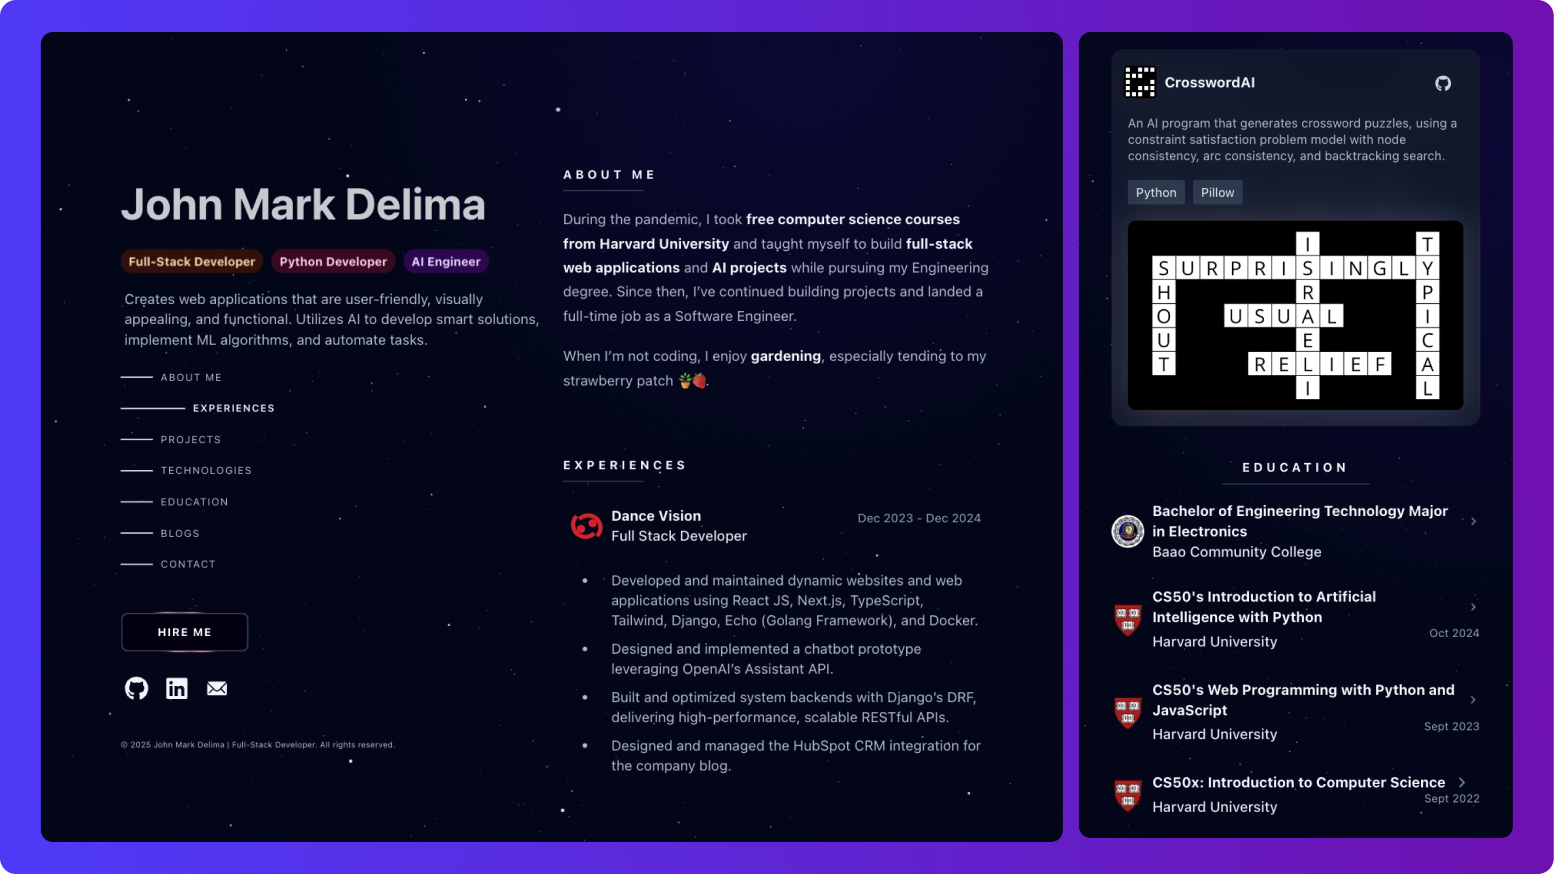 John Mark Delima
Full-Stack Developer
Python Developer
AI Engineer
Creates web applications that are user-friendly, visually
appealing, and functional. Utilizes AI to develop smart solutions,
implement ML algorithms, and automate tasks.
ABOUT ME
EXPERIENCES
PROJECTS
TECHNOLOGIES
EDUCATION
BLOGS
CONTACT
HIRE ME
in
© 2025 John Mark Delima | Full-Stack Developer. All rights reserved.
ABOUT ME
During the pandemic, I took free computer science courses
from Harvard University and taught myself to build full-stack
web applications and AI projects while pursuing my Engineering
degree. Since then, I’ve continued building projects and landed a
full-time job as a Software Engineer.
When I’m not coding, I enjoy gardening, especially tending to my
strawberry patch 🪴🍓.
EXPERIENCES
Dance Vision
Dec 2023 - Dec 2024
Full Stack Developer
• Developed and maintained dynamic websites and web
applications using React JS, Next.js, TypeScript,
Tailwind, Django, Echo (Golang Framework), and Docker.
• Designed and implemented a chatbot prototype
leveraging OpenAI’s Assistant API.
• Built and optimized system backends with Django’s DRF,
delivering high-performance, scalable RESTful APIs.
• Designed and managed the HubSpot CRM integration for
the company blog.
CrosswordAI
An AI program that generates crossword puzzles, using a
constraint satisfaction problem model with node
consistency, arc consistency, and backtracking search.
Python
Pillow
SURPRISINGLY
SHOUT
ISRAELI
TYPICAL
USUAL
RELIEF
EDUCATION
Bachelor of Engineering Technology Major
in Electronics
Baao Community College
CS50's Introduction to Artificial
Intelligence with Python
Oct 2024
Harvard University
CS50's Web Programming with Python and
JavaScript
Sept 2023
Harvard University
CS50x: Introduction to Computer Science
Sept 2022
Harvard University